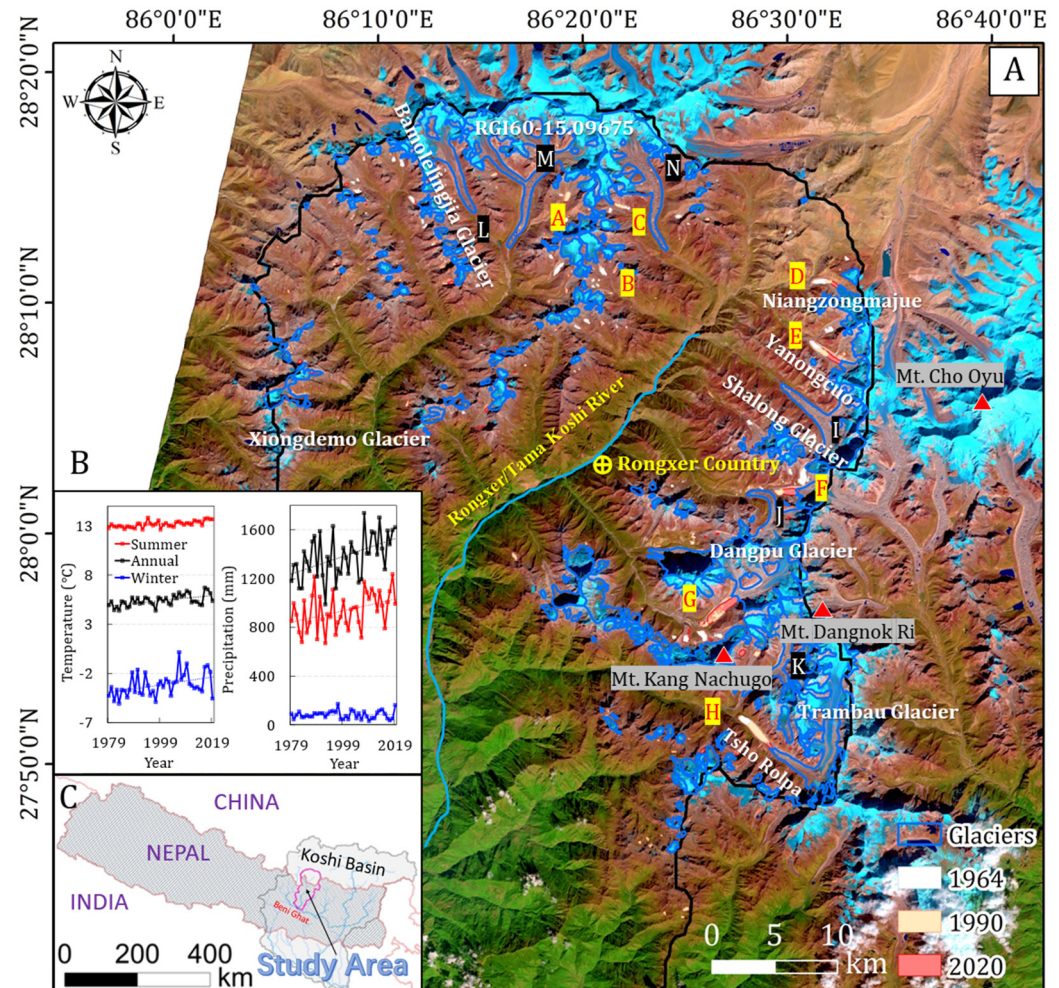 86°0'0"E
86°10'0"E
86°20'0"E
86°30'0"E
86°40'0"E
28°20'0"N
28°10'0"N
28°0'0"N
27°50'0"N
N
W
E
S
A
Bamolelingjia Glacier
RGI60-15.09675
M
N
L
A
C
B
D
Niangzongmajue
E
Yanongcuo
Mt. Cho Oyu
Shalong Glacier
I
Xiongdemo Glacier
Rongxer/Tama Koshi River
Rongxer Country
F
J
Dangpu Glacier
G
Mt. Dangnok Ri
K
Mt. Kang Nachugo
H
Trambau Glacier
Tsho Rolpa
Glaciers
1964
1990
2020
0 5 10
km
B
Temperature (°C)
13
8
3
-2
-7
Summer
Annual
Winter
1979 1999 2019
Year
Precipitation (mm)
1600
1200
800
400
0
1979 1999 2019
Year
C
CHINA
NEPAL
Koshi Basin
INDIA
Beni Ghat
Study Area
0 200 400
km